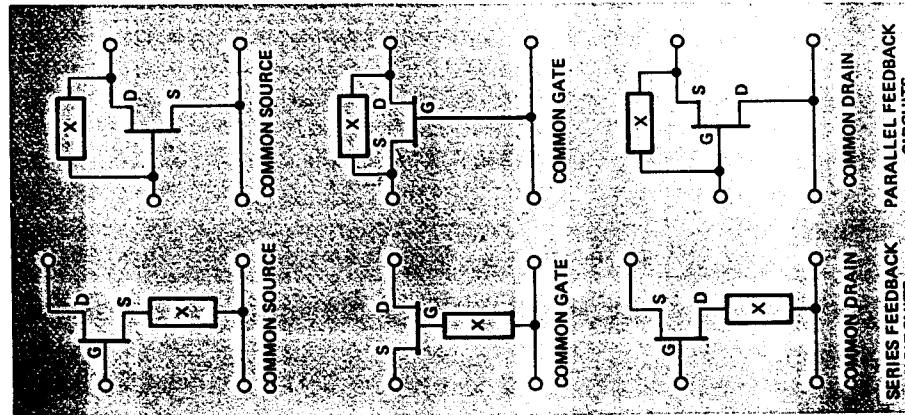 D
G
S
X
COMMON SOURCE
X
D
S
COMMON SOURCE
S
D
G
X
COMMON GATE
X
S
D
G
COMMON GATE
S
G
D
X
COMMON DRAIN
X
S
G
D
COMMON DRAIN
SERIES FEEDBACK
PARALLEL FEEDBACK